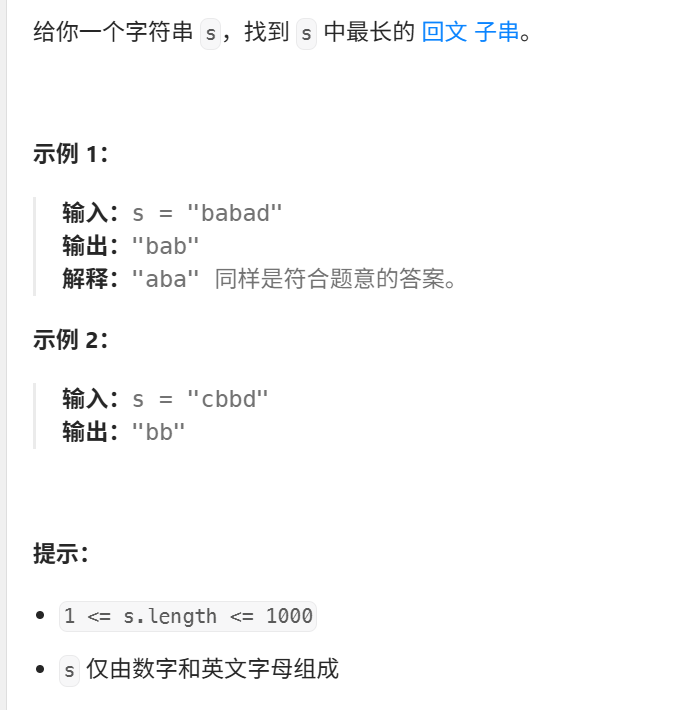 给你一个字符串 s，找到 s 中最长的 回文 子串。
示例 1：
输入：s = "babad"
输出："bab"
解释："aba" 同样是符合题意的答案。
示例 2：
输入：s = "cbbd"
输出："bb"
提示：
• 1 <= s.length <= 1000
• s 仅由数字和英文字母组成